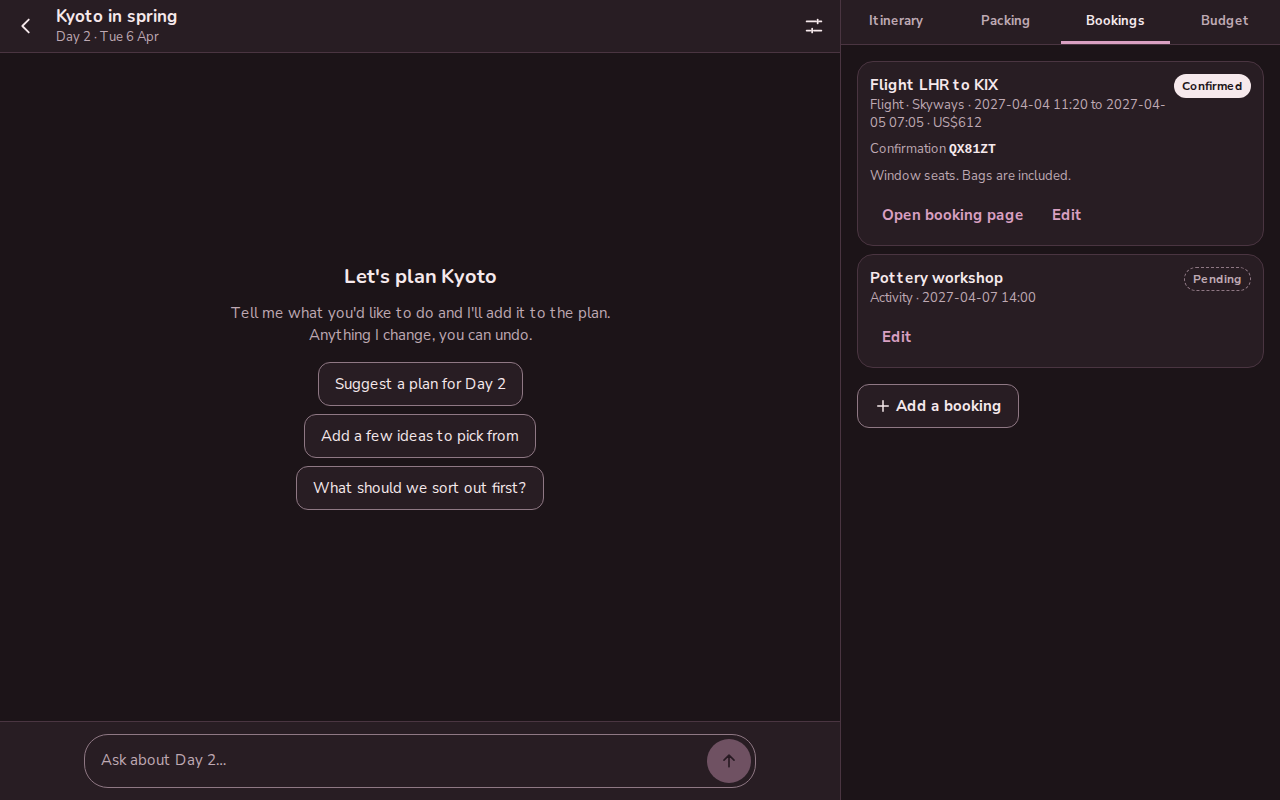 Kyoto in spring
Day 2 · Tue 6 Apr
Let's plan Kyoto
Tell me what you'd like to do and I'll add it to the plan.
Anything I change, you can undo.
Suggest a plan for Day 2
Add a few ideas to pick from
What should we sort out first?
Ask about Day 2...
Itinerary
Packing
Bookings
Budget
Flight LHR to KIX
Confirmed
Flight · Skyways · 2027-04-04 11:20 to 2027-04-
05 07:05 · US$612
Confirmation QX81ZT
Window seats. Bags are included.
Open booking page
Edit
Pottery workshop
Pending
Activity · 2027-04-07 14:00
Edit
Add a booking